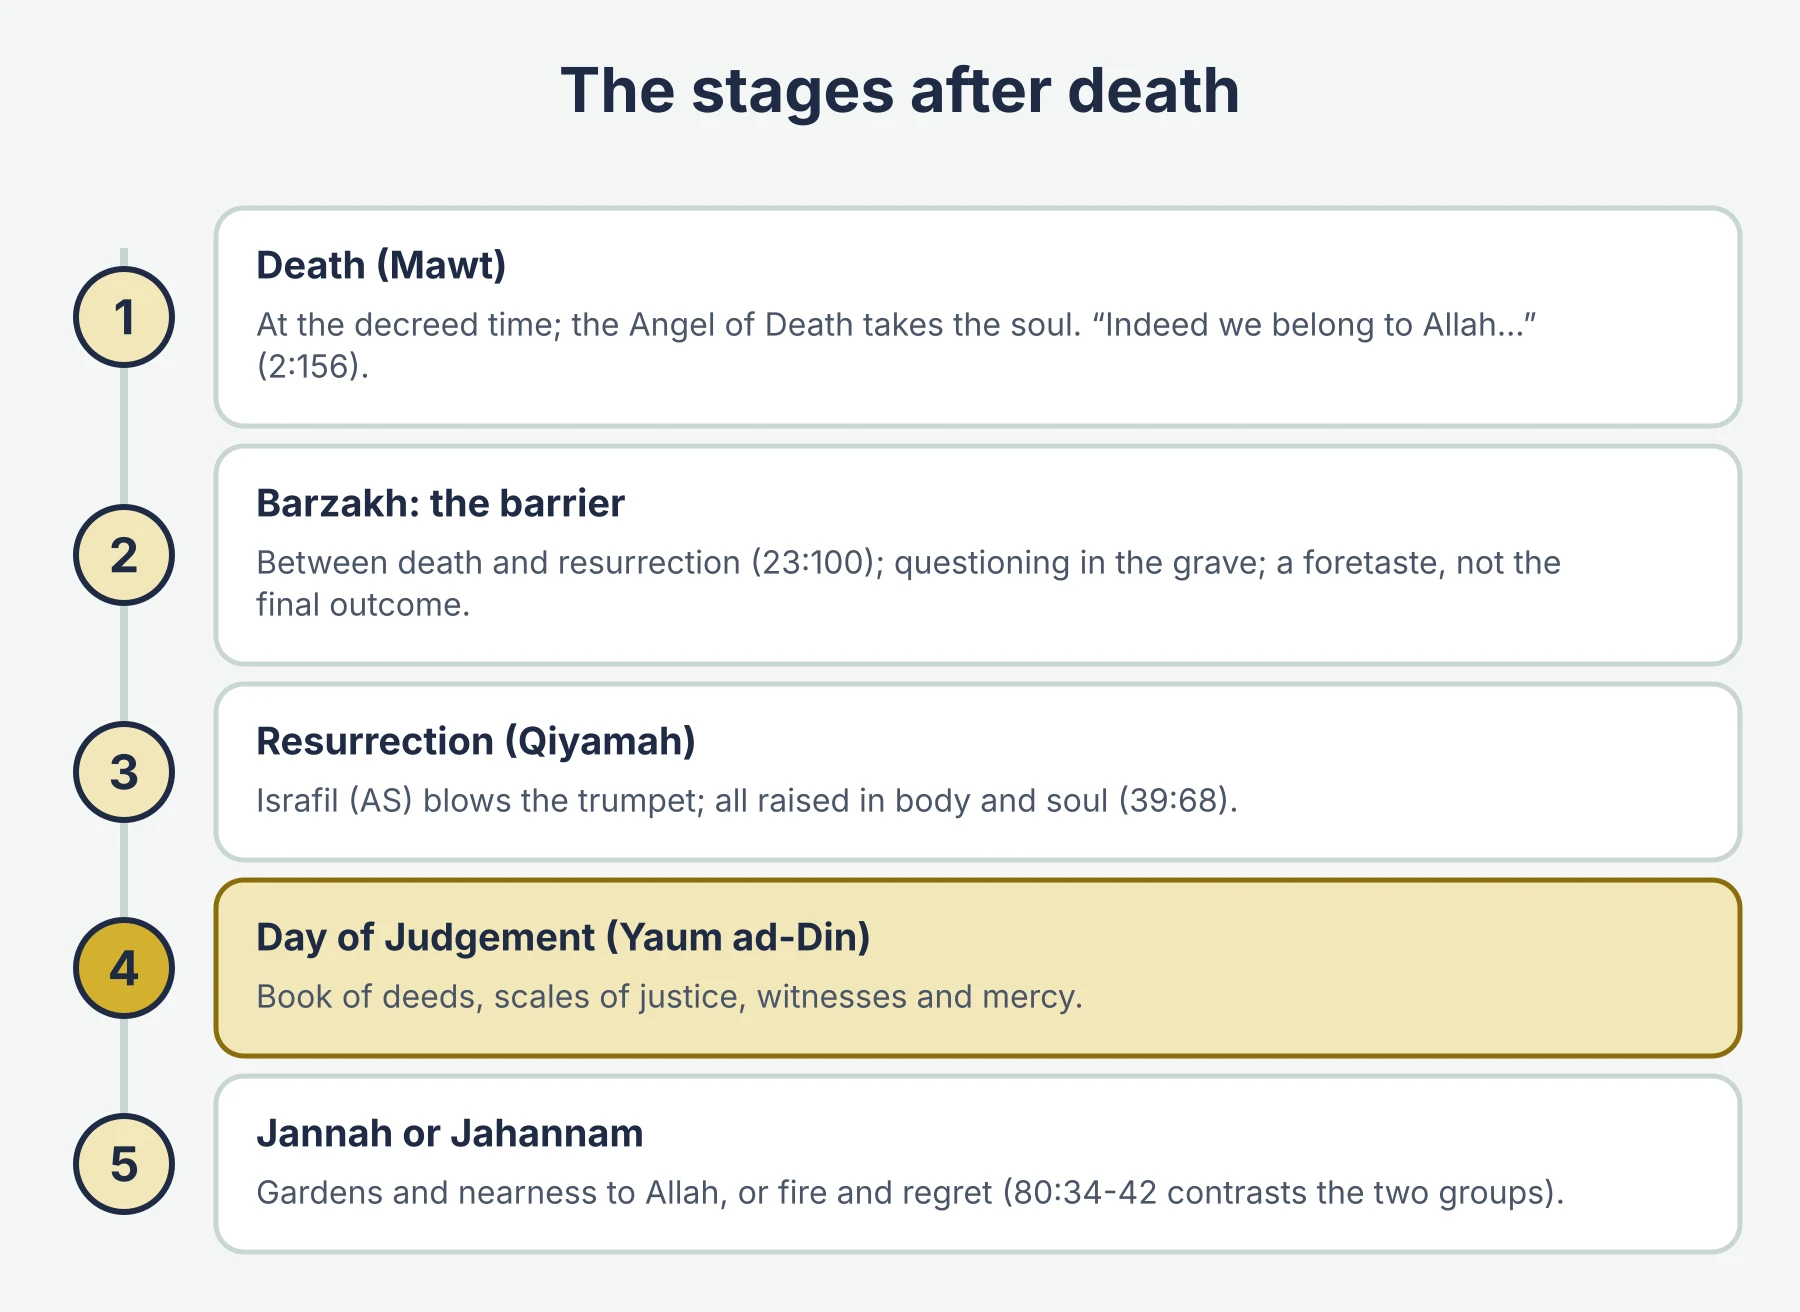 The stages after death
1
Death (Mawt)
At the decreed time; the Angel of Death takes the soul. “Indeed we belong to Allah...”
(2:156).
2
Barzakh: the barrier
Between death and resurrection (23:100); questioning in the grave; a foretaste, not the
final outcome.
3
Resurrection (Qiyamah)
Israfil (AS) blows the trumpet; all raised in body and soul (39:68).
4
Day of Judgement (Yaum ad-Din)
Book of deeds, scales of justice, witnesses and mercy.
5
Jannah or Jahannam
Gardens and nearness to Allah, or fire and regret (80:34-42 contrasts the two groups).